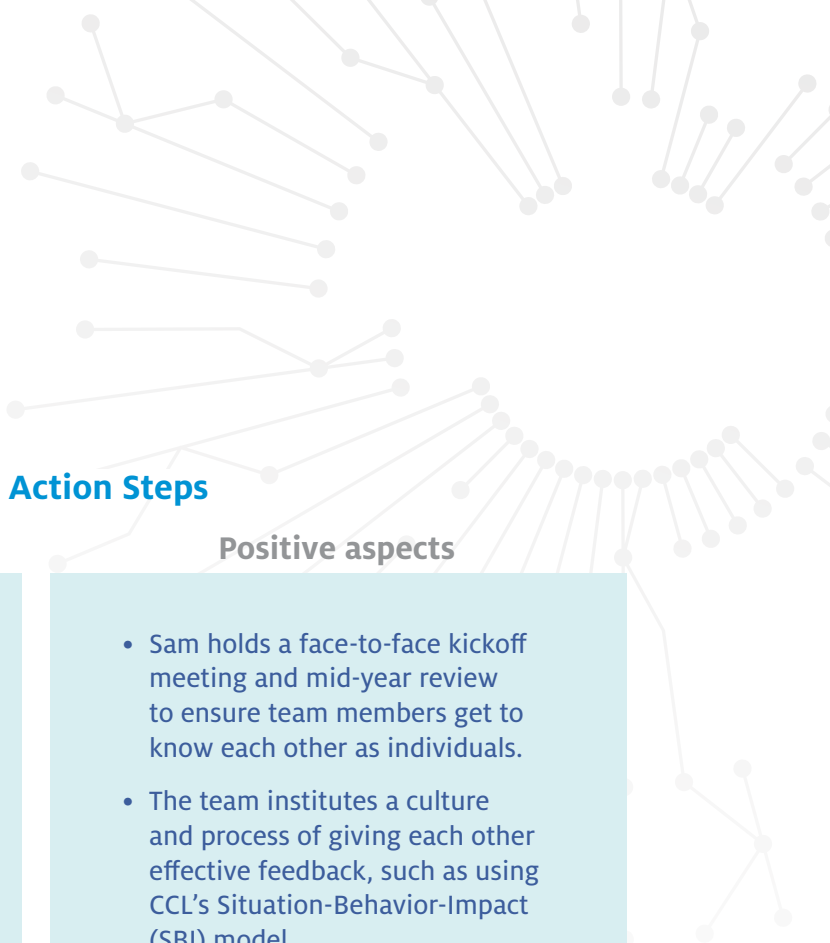 Action Steps
Positive aspects
• Sam holds a face-to-face kickoff
meeting and mid-year review
to ensure team members get to
know each other as individuals.
• The team institutes a culture
and process of giving each other
effective feedback, such as using
CCL's Situation-Behavior-Impact
(SBI) model